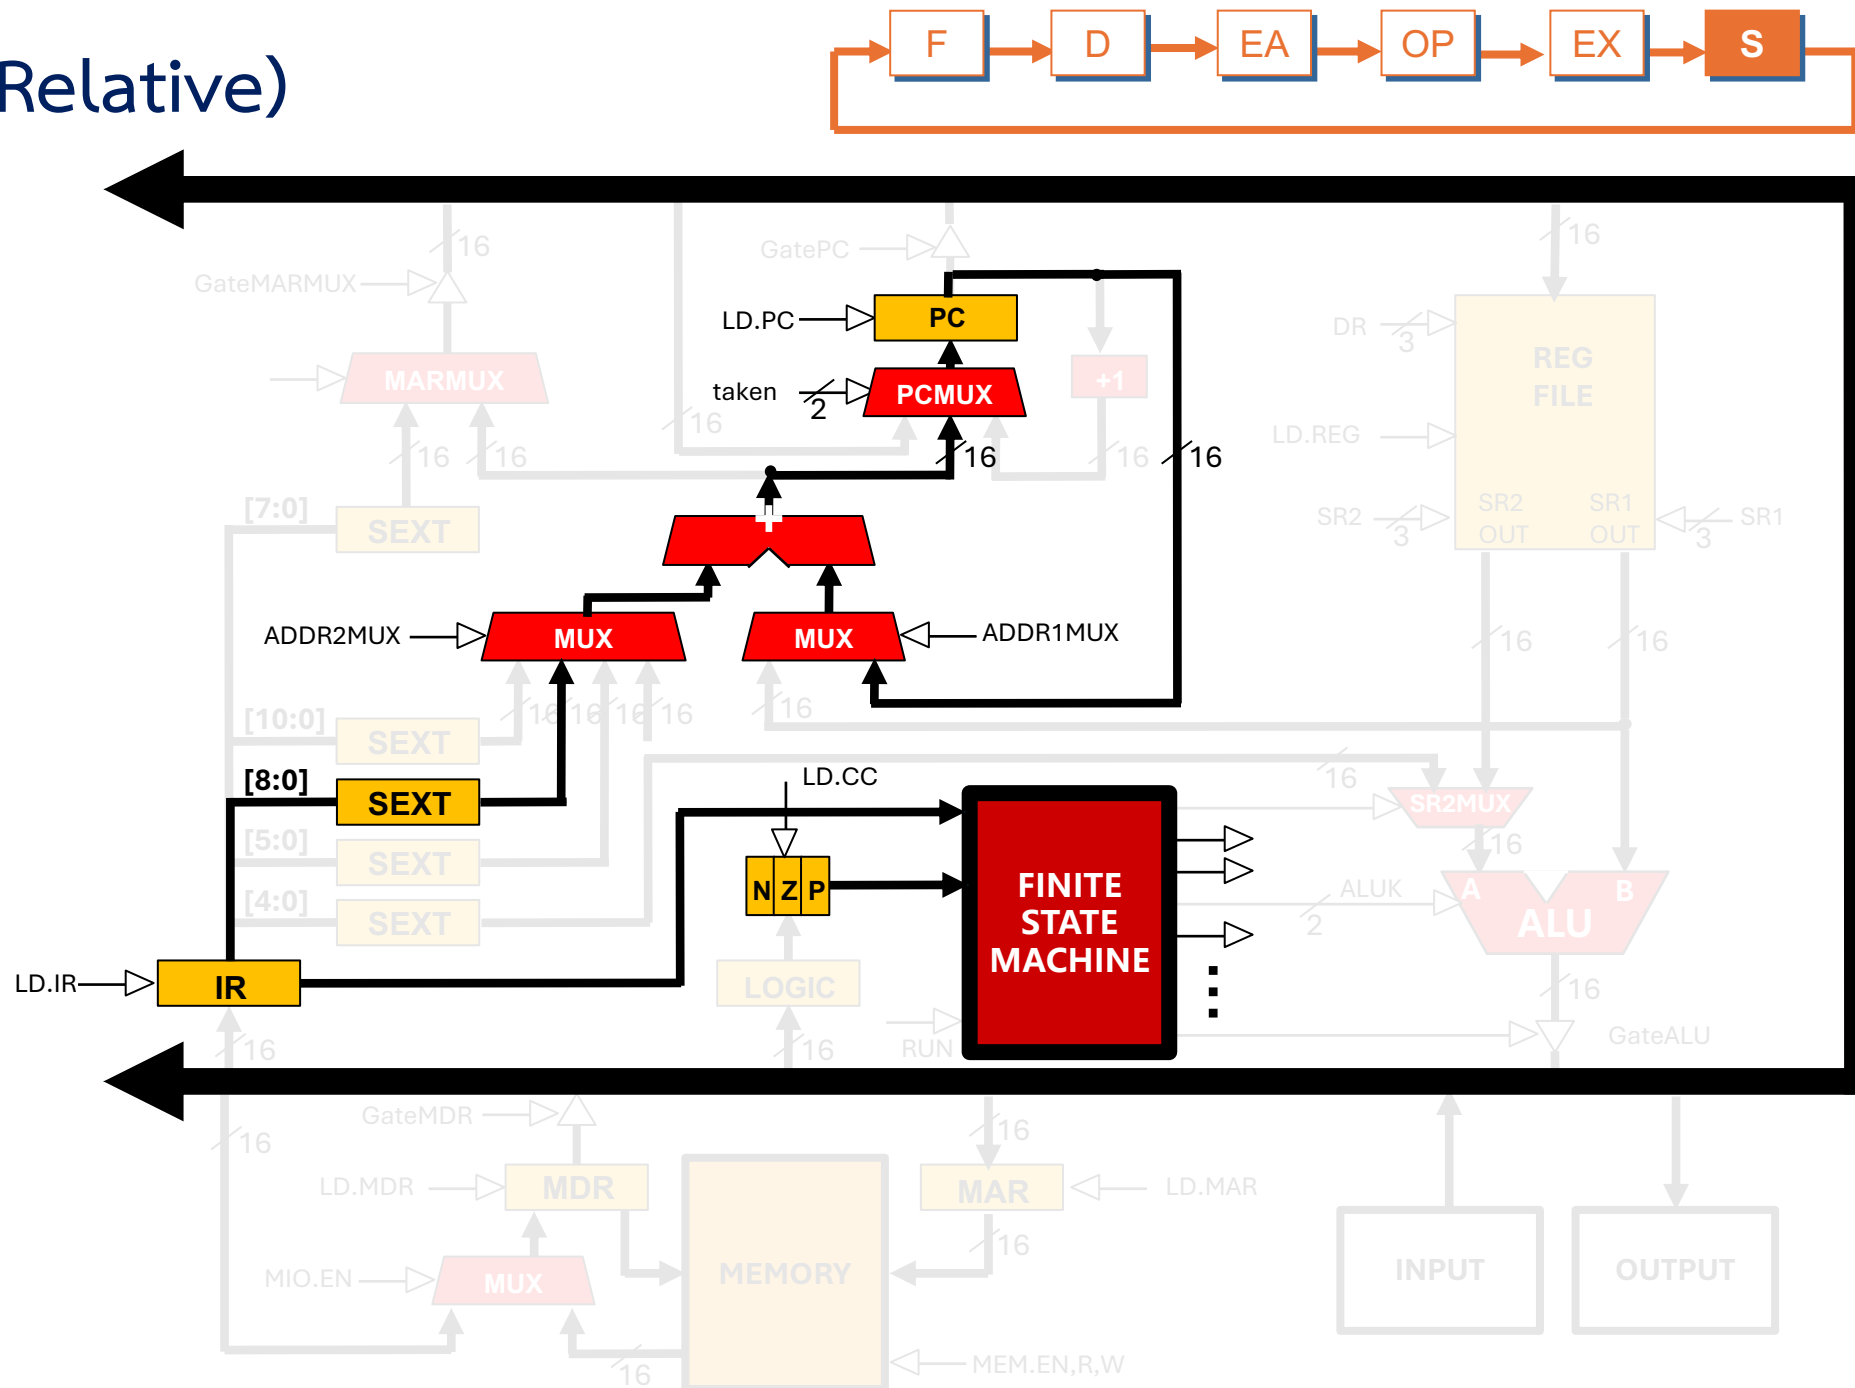 F D EA OP EX S
Relative)
16
GateMARMUX
GatePC
16
LD.PC
PC
DR
3
REG
FILE
MARMUX
taken
2
PCMUX
+1
16
LD.REG
16
16
16
16
16
[7:0]
SEXT
SR2
3
SR2
OUT
SR1
OUT
3
SR1
+
ADDR2MUX
MUX
MUX
ADDR1MUX
16
16
16
16
16
16
16
[10:0]
SEXT
[8:0]
SEXT
LD.CC
16
SR2MUX
[5:0]
SEXT
16
N Z P
FINITE
STATE
MACHINE
ALUK
2
A
B
ALU
[4:0]
SEXT
LD.IR
IR
LOGIC
16
RUN
GateALU
16
16
GateMDR
16
16
LD.MDR
MDR
MAR
LD.MAR
16
MIO.EN
MUX
MEMORY
INPUT
OUTPUT
16
MEM.EN,R,W